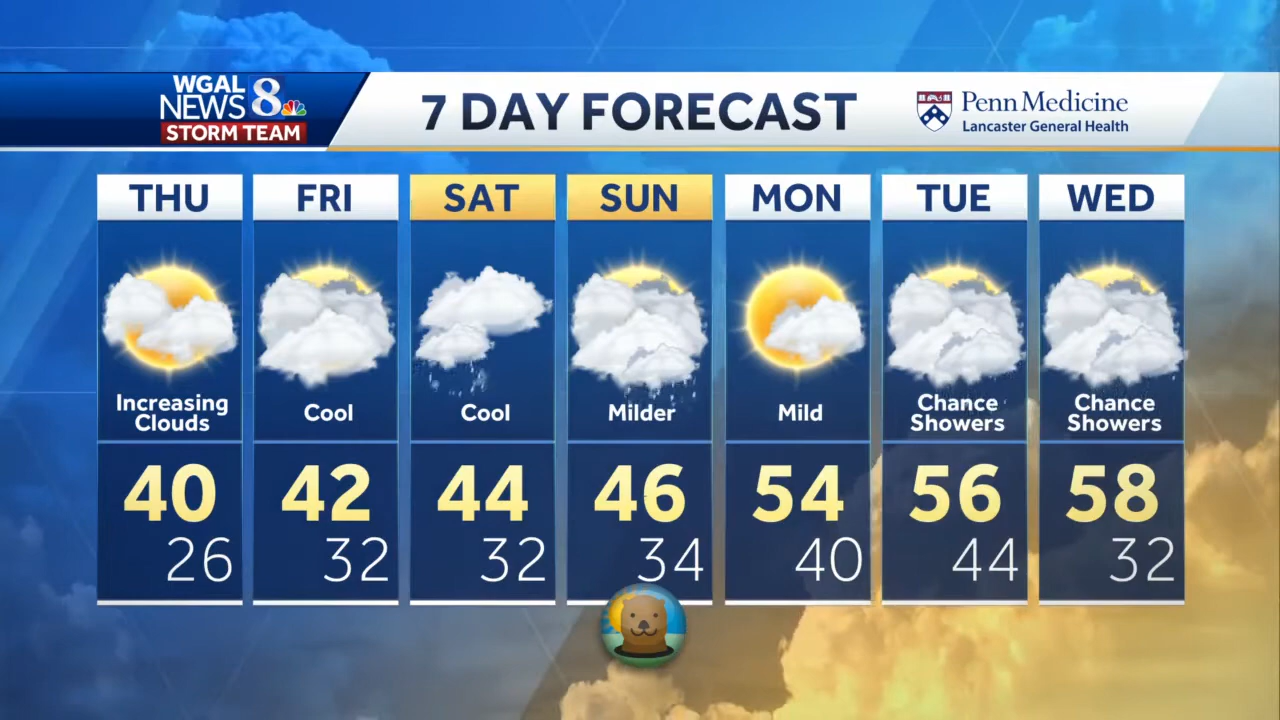 WGAL
NEWS 8
STORM TEAM
7 DAY FORECAST
Penn Medicine
Lancaster General Health
THU
FRI
SAT
SUN
MON
TUE
WED
Increasing
Clouds
Cool
Cool
Milder
Mild
Chance
Showers
Chance
Showers
40
42
44
46
54
56
58
26
32
32
34
40
44
32